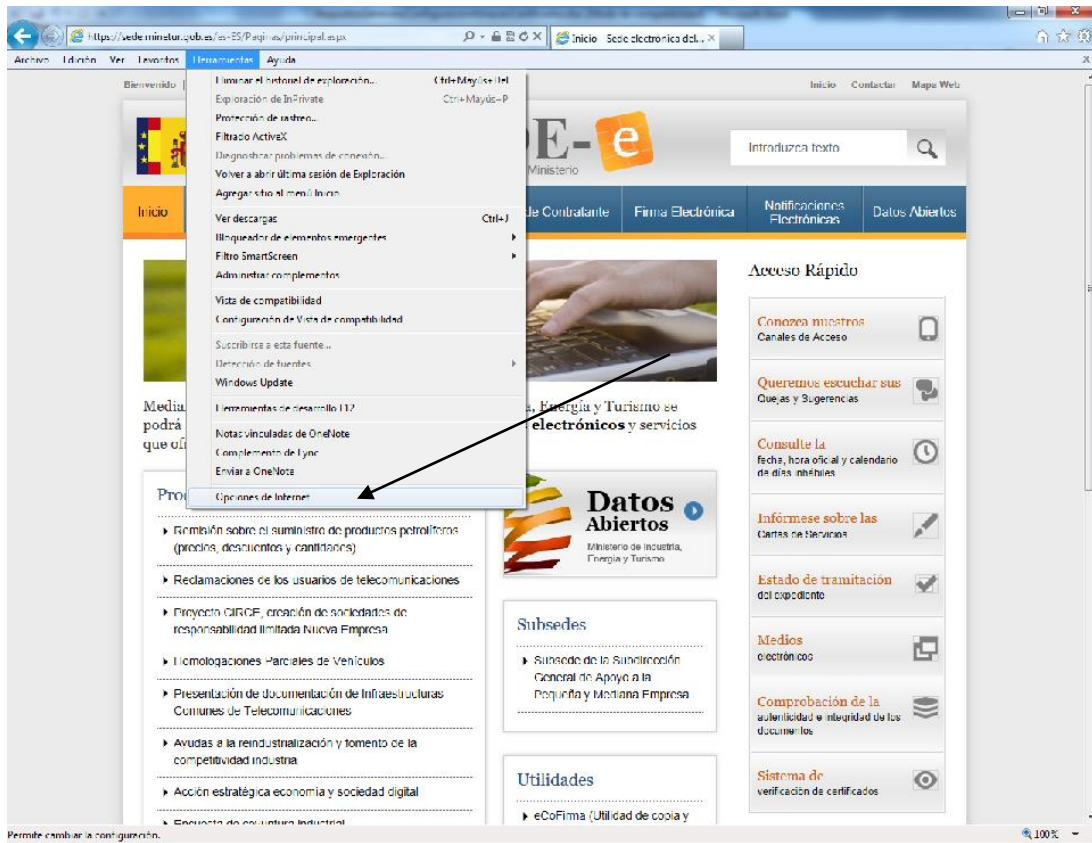 https://sede.minetur.gob.es/es-ES/Paginas/principal.aspx
Inicio - Sede electrónica del...
Archivo Edición Ver Favoritos Herramientas Ayuda
Eliminar el historial de exploración... Ctrl+Mayús+Del
Exploración de InPrivate Ctrl+Mayús+P
Protección de rastreo...
Filtrado ActiveX
Diagnosticar problemas de conexión...
Volver a abrir última sesión de Exploración
Agregar sitio al menú Inicio
Ver descargas Ctrl+J
Bloqueador de elementos emergentes
Filtro SmartScreen
Administrar complementos
Vista de compatibilidad
Configuración de Vista de compatibilidad
Suscribirse a esta fuente...
Detección de fuentes
Windows Update
Herramientas de desarrollo F12
Notas vinculadas de OneNote
Complemento de Lync
Enviar a OneNote
Opciones de Internet
Bienvenido |
Inicio Contactar Mapa Web
DE-e
Ministerio
Introduzca texto
Inicio
de Contratante
Firma Electrónica
Notificaciones
Electrónicas
Datos Abiertos
Media
a, Energía y Turismo se
podrá
electrónicos y servicios
que of
Pro
Remisión sobre el suministro de productos petrolíferos
(precios, descuentos y cantidades)
Reclamaciones de los usuarios de telecomunicaciones
Proyecto CIRCE, creación de sociedades de
responsabilidad limitada Nueva Empresa
Homologaciones Parciales de Vehículos
Presentación de documentación de Infraestructuras
Comunes de Telecomunicaciones
Ayudas a la reindustrialización y fomento de la
competitividad industria
Acción estratégica economía y sociedad digital
Encuesta de coyuntura industrial
Datos
Abiertos
Ministerio de Industria,
Energía y Turismo
Subsedes
Subsede de la Subdirección
General de Apoyo a la
Pequeña y Mediana Empresa
Utilidades
eCoFirma (Utilidad de copia y
Acceso Rápido
Conozca nuestros
Canales de Acceso
Queremos escuchar sus
Quejas y Sugerencias
Consulte la
fecha, hora oficial y calendario
de días inhábiles
Infórmese sobre las
Cartas de Servicios
Estado de tramitación
del expediente
Medios
electrónicos
Comprobación de la
autenticidad e integridad de los
documentos
Sistema de
verificación de certificados
Permite cambiar la configuración.
100%